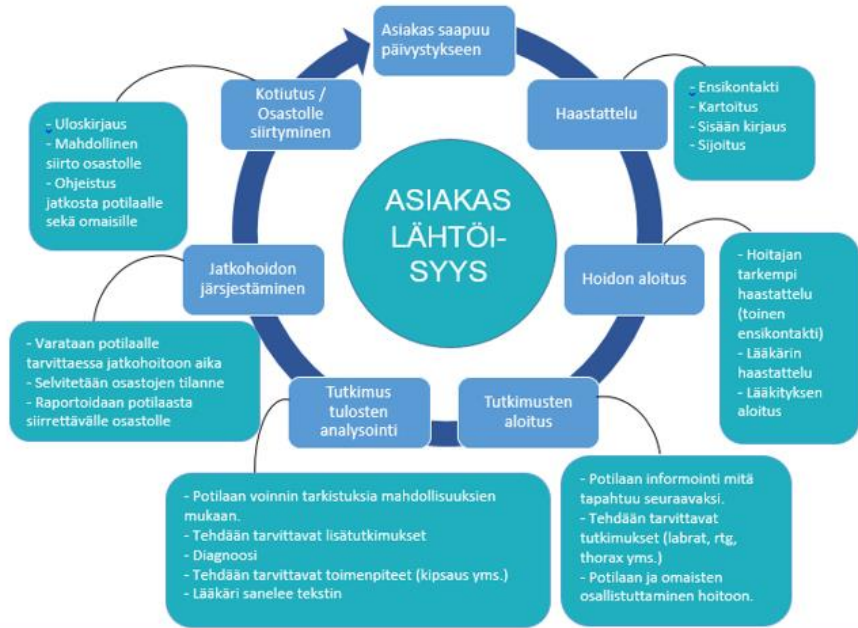 Asiakas saapuu
päivystykseen
Haastattelu
- Ensikontakti
- Kartoitus
- Sisään kirjaus
- Sijoitus
Hoidon aloitus
- Hoitajan
tarkempi
haastattelu
(toinen
ensikontakti)
- Lääkärin
haastattelu
- Lääkityksen
aloitus
Tutkimusten
aloitus
- Potilaan informointi mitä
tapahtuu seuraavaksi.
- Tehdään tarvittavat
tutkimukset (labrat, rtg,
thorax yms.)
- Potilaan ja omaisten
osallistuttaminen hoitoon.
Tutkimus
tulosten
analysointi
- Potilaan voinnin tarkistuksia mahdollisuuksien
mukaan.
- Tehdään tarvittavat lisätutkimukset
- Diagnoosi
- Tehdään tarvittavat toimenpiteet (kipsaus yms.)
- Lääkäri sanelee tekstin
Jatkohoidon
järsjestäminen
- Varataan potilaalle
tarvittaessa jatkohoitoon aika
- Selvitetään osastojen tilanne
- Raportoidaan potilaasta
siirrettävälle osastolle
Kotiutus /
Osastolle
siirtyminen
- Uloskirjaus
- Mahdollinen
siirto osastolle
- Ohjeistus
jatkosta potilaalle
sekä omaisille
ASIAKAS
LÄHTÖI-
SYYS